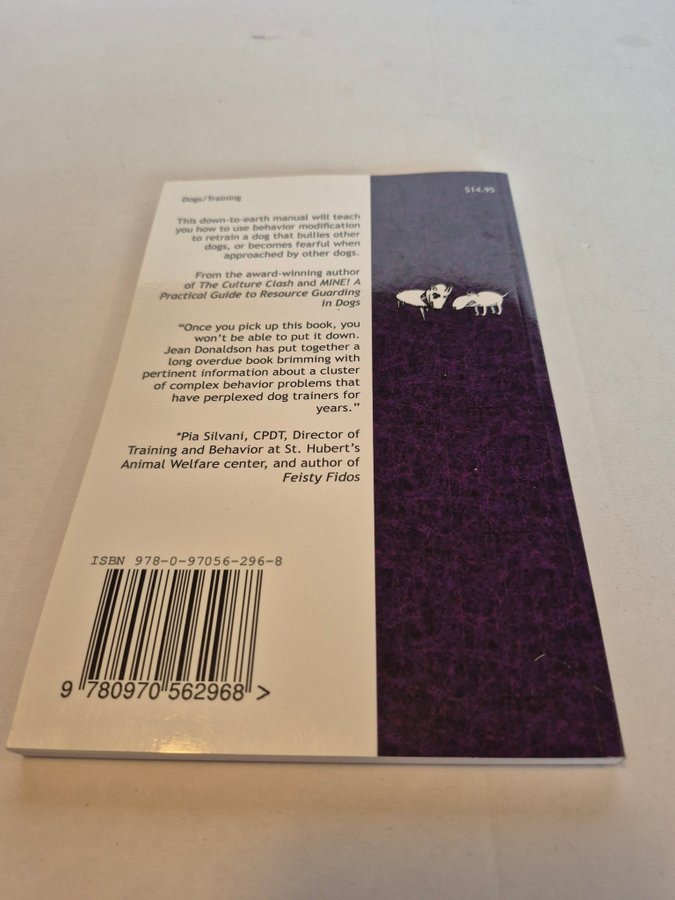 Dogs/Training
$14.95
This down-to-earth manual will teach
you how to use behavior modification
to retrain a dog that bullies other
dogs, or becomes fearful when
approached by other dogs.
From the award-winning author
of The Culture Clash and MINE! A
Practical Guide to Resource Guarding
in Dogs
“Once you pick up this book, you
won’t be able to put it down.
Jean Donaldson has put together a
long overdue book brimming with
pertinent information about a cluster
of complex behavior problems that
have perplexed dog trainers for
years.”
*Pia Silvani, CPDT, Director of
Training and Behavior at St. Hubert’s
Animal Welfare center, and author of
Feisty Fidos
ISBN 978-0-97056-296-8
9 780970 562968 >